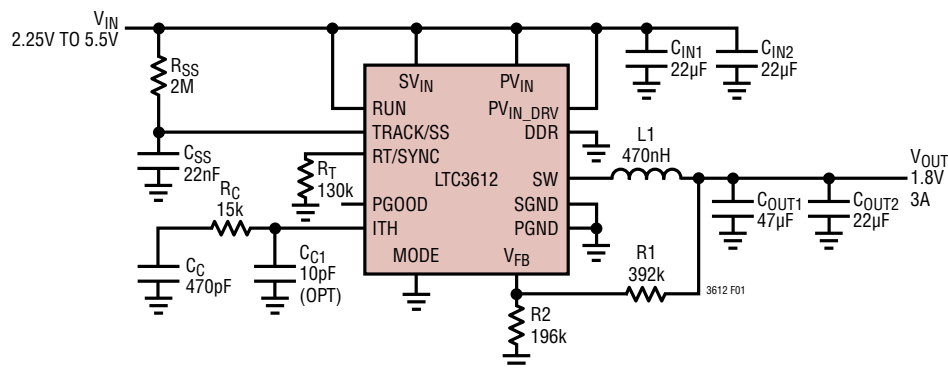 VIN
2.25V TO 5.5V
RSS
2M
CSS
22nF
RC
15k
CC
470pF
CC1
10pF
(OPT)
RT
130k
SVIN
PVIN
RUN
TRACK/SS
RT/SYNC
PGOOD
ITH
MODE
LTC3612
PVIN_DRV
DDR
SW
SGND
PGND
VFB
CIN1
22µF
CIN2
22µF
L1
470nH
VOUT
1.8V
3A
COUT1
47µF
COUT2
22µF
R1
392k
3612 F01
R2
196k